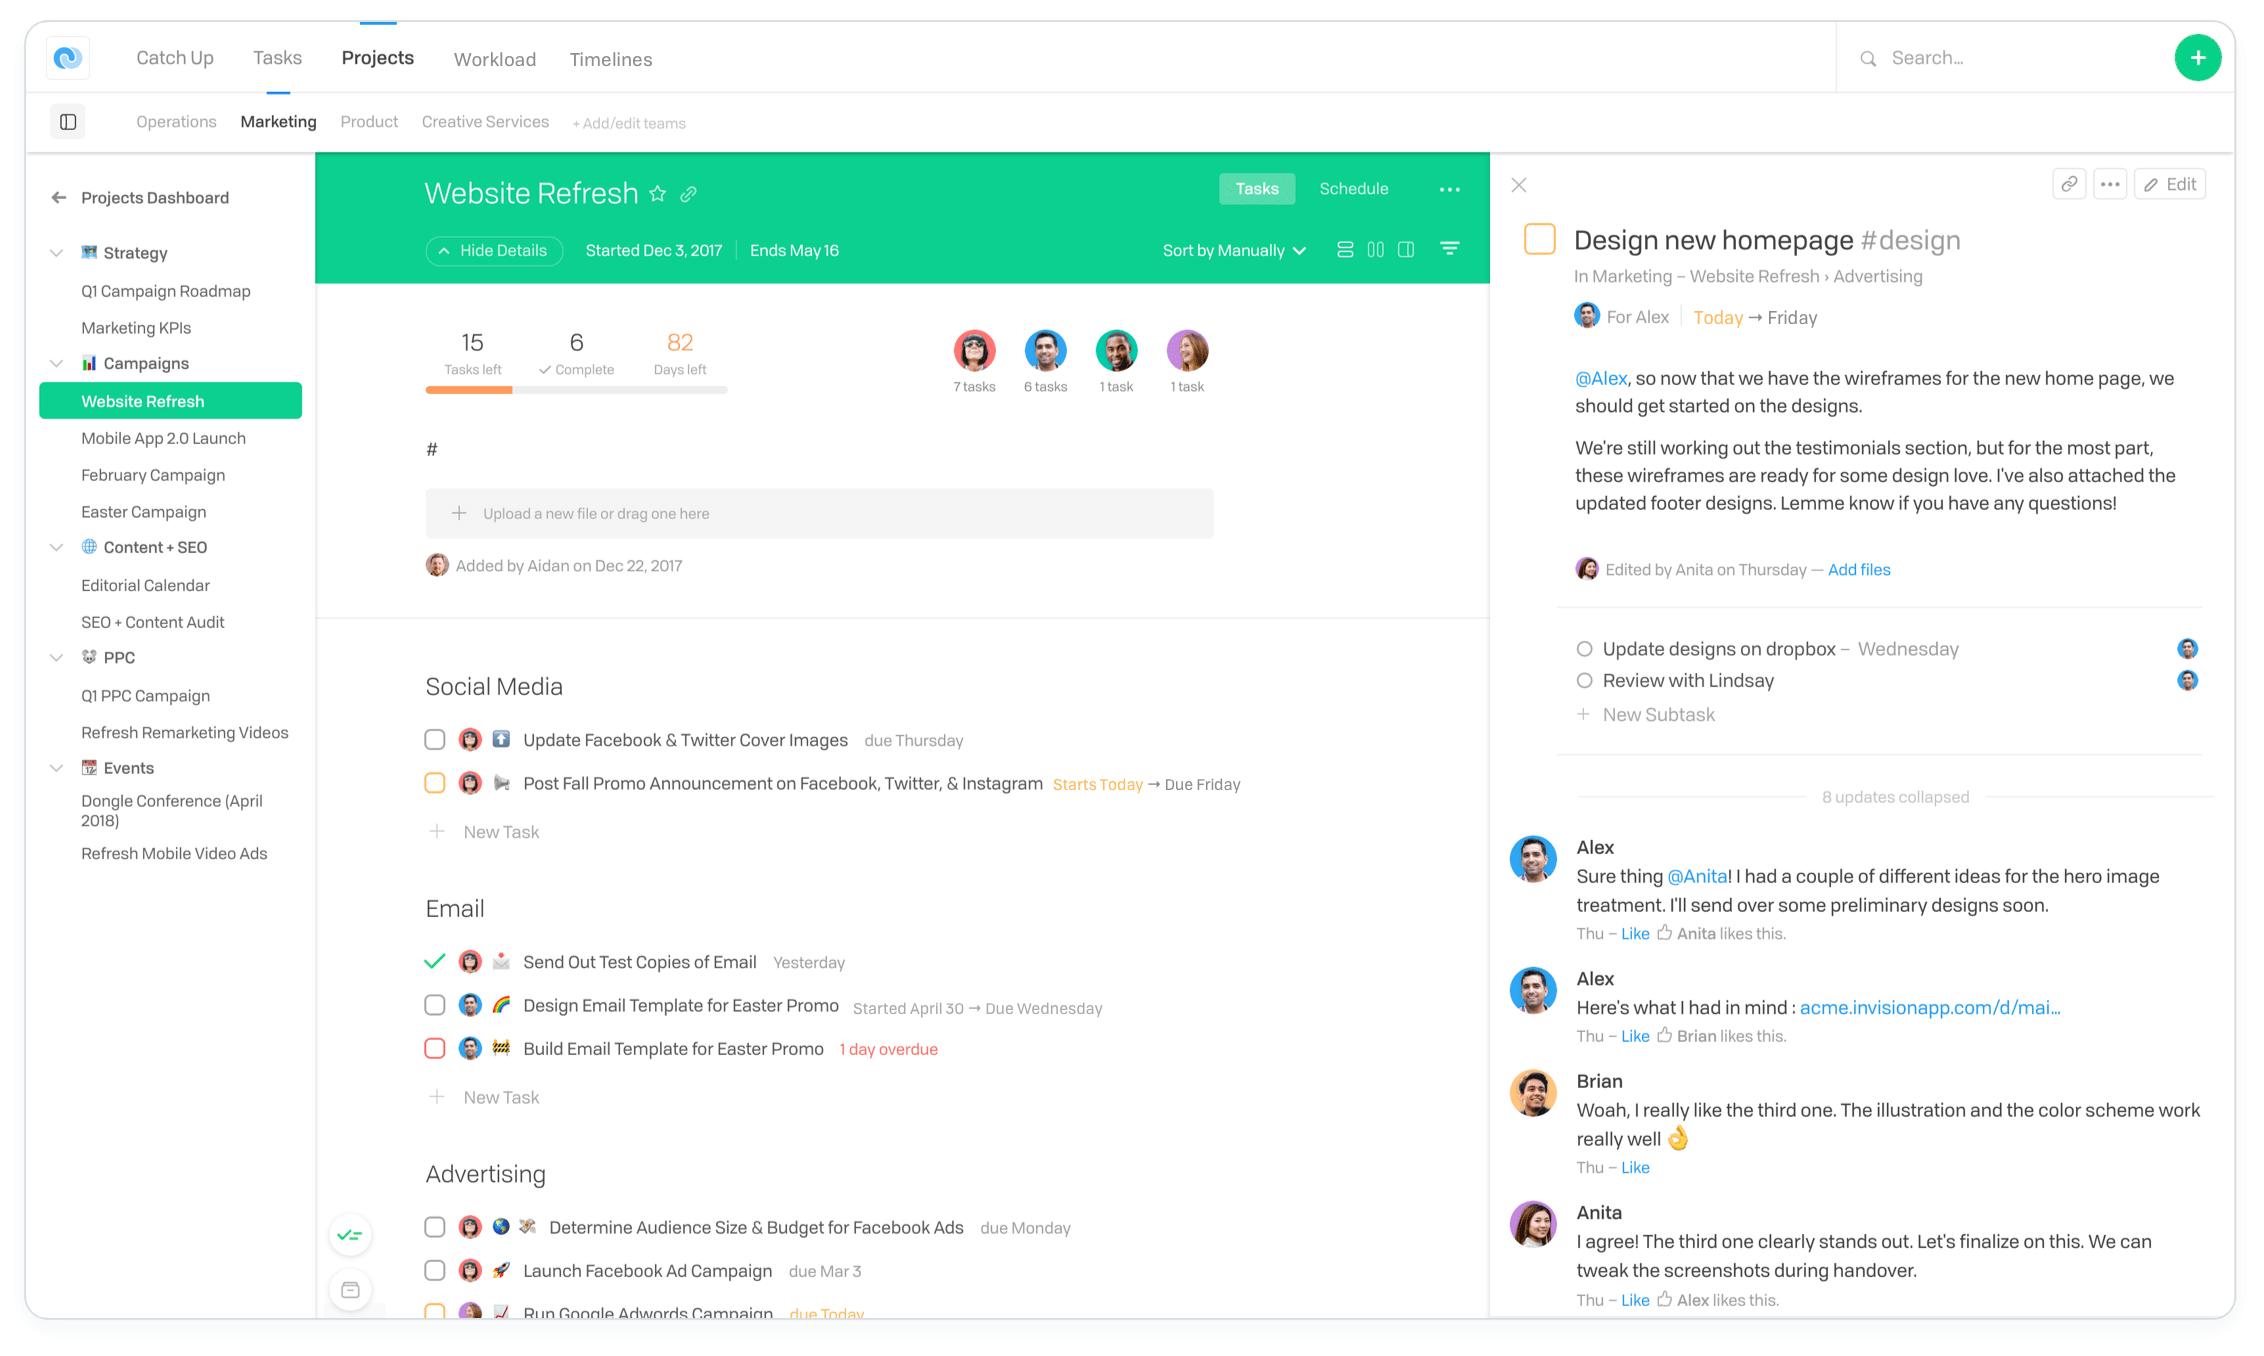 Catch Up Tasks Projects Workload Timelines
Search...
Operations Marketing Product Creative Services + Add/edit teams
Projects Dashboard
Strategy
Q1 Campaign Roadmap
Marketing KPIs
Campaigns
Website Refresh
Mobile App 2.0 Launch
February Campaign
Easter Campaign
Content + SEO
Editorial Calendar
SEO + Content Audit
PPC
Q1 PPC Campaign
Refresh Remarketing Videos
Events
Dongle Conference (April
2018)
Refresh Mobile Video Ads
Website Refresh
Tasks Schedule
Hide Details Started Dec 3, 2017 Ends May 16
Sort by Manually
15 6 82
Tasks left Complete Days left
7 tasks 6 tasks 1 task 1 task
#
Upload a new file or drag one here
Added by Aidan on Dec 22, 2017
Social Media
Update Facebook & Twitter Cover Images due Thursday
Post Fall Promo Announcement on Facebook, Twitter, & Instagram Starts Today → Due Friday
New Task
Email
Send Out Test Copies of Email Yesterday
Design Email Template for Easter Promo Started April 30 → Due Wednesday
Build Email Template for Easter Promo 1 day overdue
New Task
Advertising
Determine Audience Size & Budget for Facebook Ads due Monday
Launch Facebook Ad Campaign due Mar 3
Run Google Adwords Campaign due Today
Edit
Design new homepage #design
In Marketing – Website Refresh › Advertising
For Alex Today → Friday
@Alex, so now that we have the wireframes for the new home page, we
should get started on the designs.
We're still working out the testimonials section, but for the most part,
these wireframes are ready for some design love. I've also attached the
updated footer designs. Lemme know if you have any questions!
Edited by Anita on Thursday — Add files
Update designs on dropbox – Wednesday
Review with Lindsay
New Subtask
8 updates collapsed
Alex
Sure thing @Anita! I had a couple of different ideas for the hero image
treatment. I'll send over some preliminary designs soon.
Thu – Like Anita likes this.
Alex
Here's what I had in mind : acme.invisionapp.com/d/mai...
Thu – Like Brian likes this.
Brian
Woah, I really like the third one. The illustration and the color scheme work
really well 👌
Thu – Like
Anita
I agree! The third one clearly stands out. Let's finalize on this. We can
tweak the screenshots during handover.
Thu – Like Alex likes this.